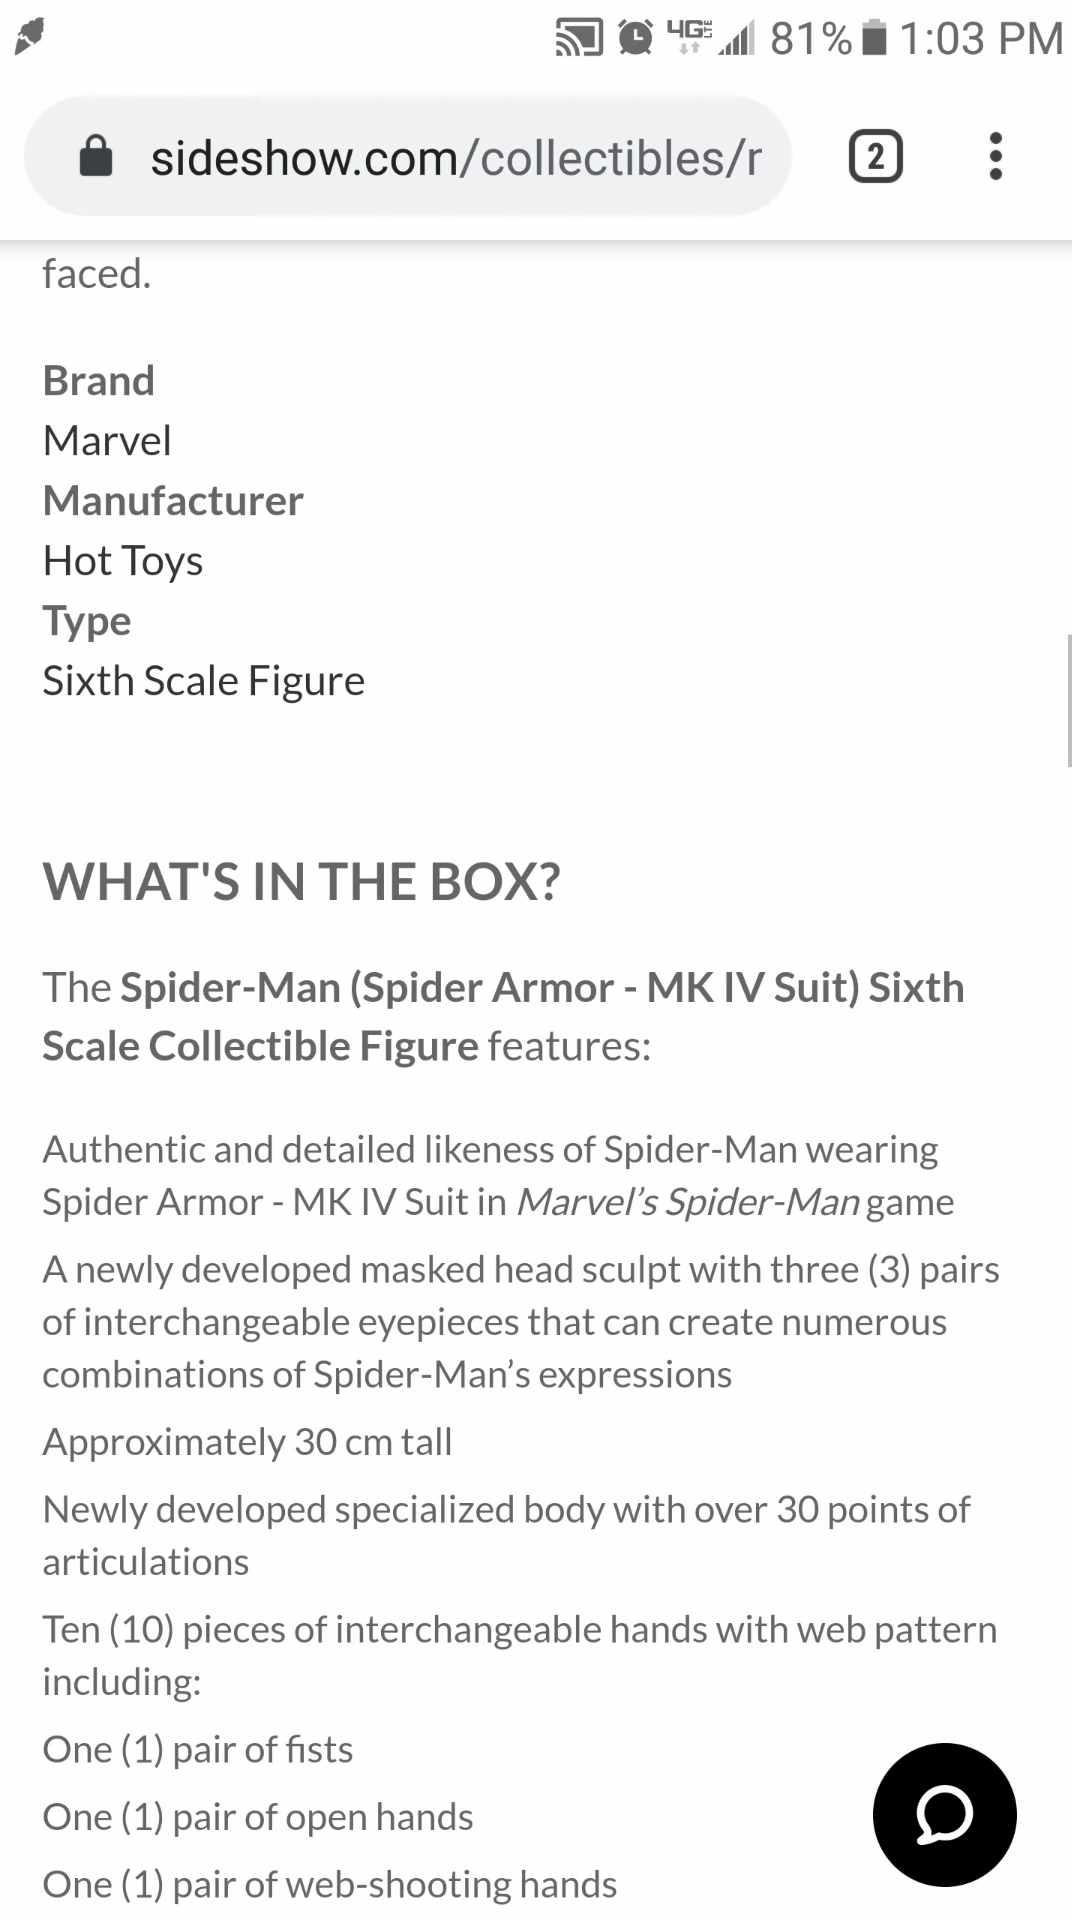 81% 1:03 PM
4G LTE
sideshow.com/collectibles/r
2
faced.
Brand
Marvel
Manufacturer
Hot Toys
Type
Sixth Scale Figure
WHAT'S IN THE BOX?
The Spider-Man (Spider Armor - MK IV Suit) Sixth
Scale Collectible Figure features:
Authentic and detailed likeness of Spider-Man wearing
Spider Armor - MK IV Suit in Marvel’s Spider-Man game
A newly developed masked head sculpt with three (3) pairs
of interchangeable eyepieces that can create numerous
combinations of Spider-Man’s expressions
Approximately 30 cm tall
Newly developed specialized body with over 30 points of
articulations
Ten (10) pieces of interchangeable hands with web pattern
including:
One (1) pair of fists
One (1) pair of open hands
One (1) pair of web-shooting hands